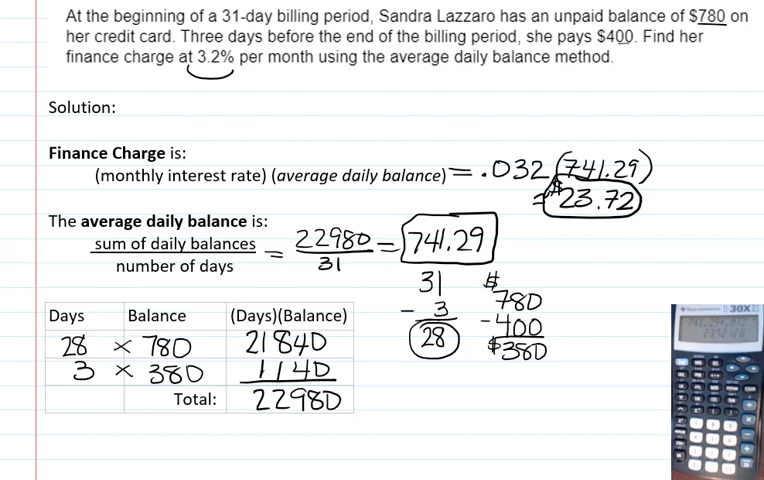 At the beginning of a 31-day billing period, Sandra Lazzaro has an unpaid balance of $780 on
her credit card. Three days before the end of the billing period, she pays $400. Find her
finance charge at 3.2% per month using the average daily balance method.
Solution:
Finance Charge is:
(monthly interest rate) (average daily balance) = .032 (741.29)
= $23.72
The average daily balance is:
sum of daily balances
number of days
= 22980
31
= 741.29
31
- 3
28
$
780
- 400
$380
Days Balance (Days)(Balance)
28 × 780 21840
3 × 380 1140
Total: 22980
30X